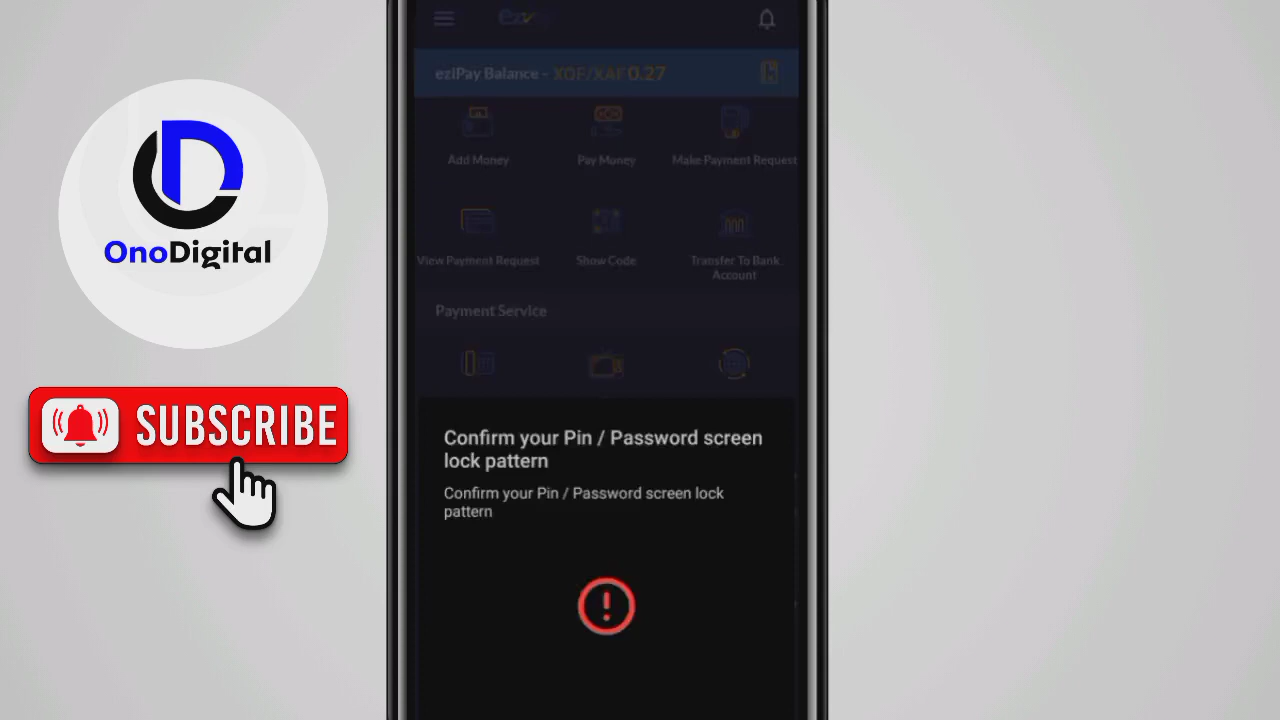 OnoDigital
SUBSCRIBE
eziPay Balance - XOF/XAF 0.27
Add Money
Pay Money
Make Payment Request
View Payment Request
Show Code
Transfer To Bank
Account
Payment Service
Confirm your Pin / Password screen
lock pattern
Confirm your Pin / Password screen lock
pattern